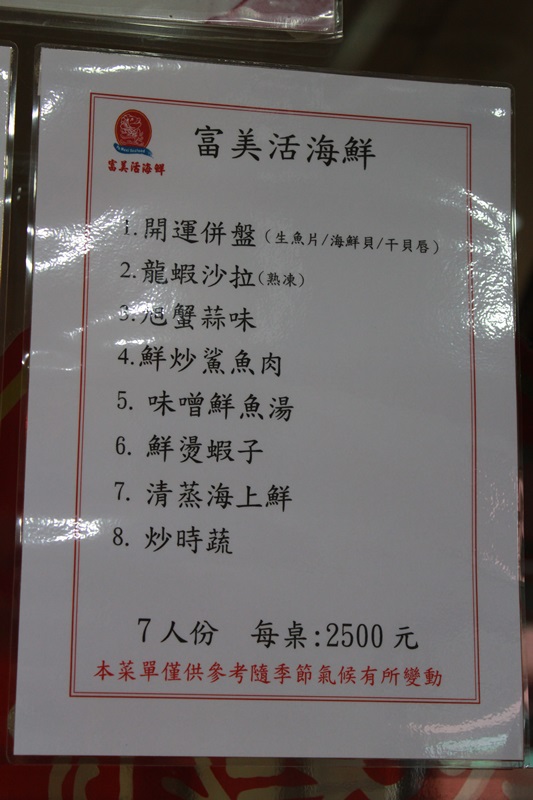 富美活海鮮
富美活海鮮
1.開運併盤（生魚片/海鮮貝/干貝唇）
2.龍蝦沙拉(熟凍)
3.旭蟹蒜味
4.鮮炒鯊魚肉
5. 味噌鮮魚湯
6. 鮮燙蝦子
7. 清蒸海上鮮
8. 炒時蔬
7人份 每桌:2500元
本菜單僅供參考隨季節氣候有所變動